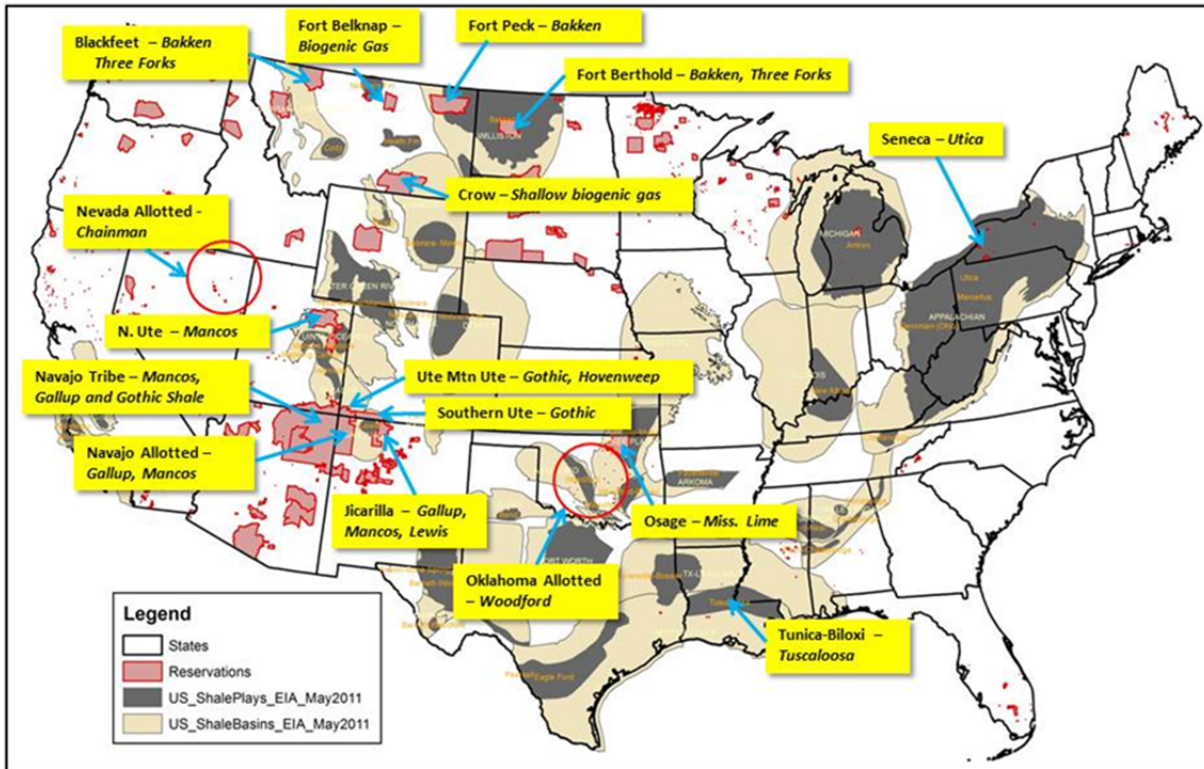 Blackfeet – Bakken
Three Forks
Fort Belknap –
Biogenic Gas
Fort Peck – Bakken
Fort Berthold – Bakken, Three Forks
Seneca – Utica
Crow – Shallow biogenic gas
Nevada Allotted -
Chainman
N. Ute – Mancos
Navajo Tribe – Mancos,
Gallup and Gothic Shale
Ute Mtn Ute – Gothic, Hovenweep
Southern Ute – Gothic
Navajo Allotted –
Gallup, Mancos
Jicarilla – Gallup,
Mancos, Lewis
Osage – Miss. Lime
Oklahoma Allotted
– Woodford
Tunica-Biloxi –
Tuscaloosa
WILLISTON
Cody
MICHIGAN
Antrim
Utica
Marcellus
APPALACHIAN
ARKOMA
Eagle Ford
Legend
States
Reservations
US_ShalePlays_EIA_May2011
US_ShaleBasins_EIA_May2011